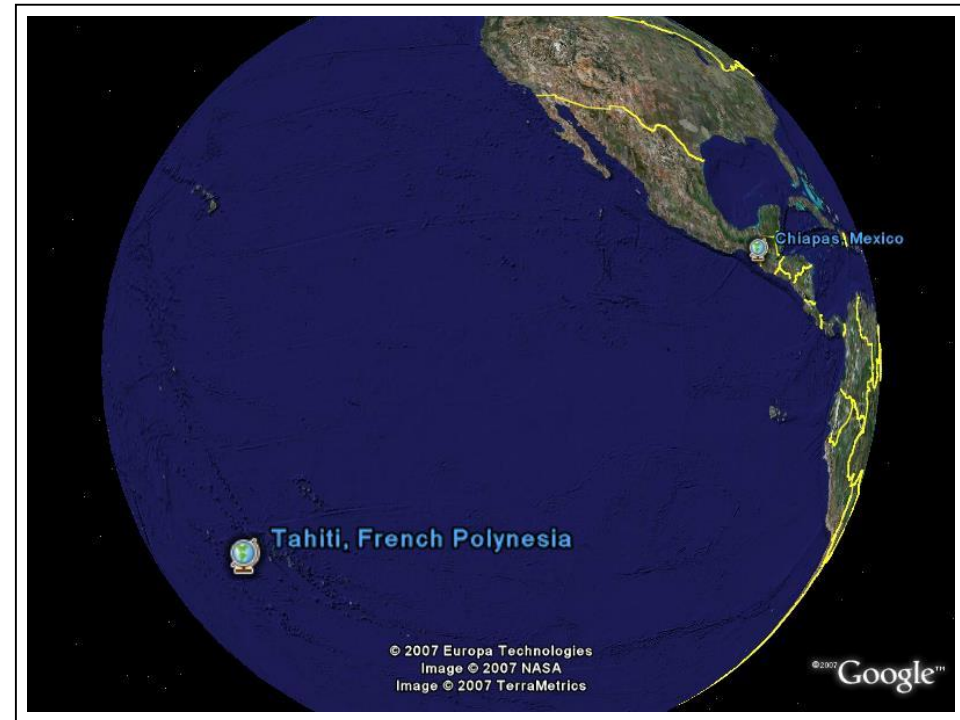 Chiapas, Mexico
Tahiti, French Polynesia
© 2007 Europa Technologies
Image © 2007 NASA
Image © 2007 TerraMetrics
©2007 Google™